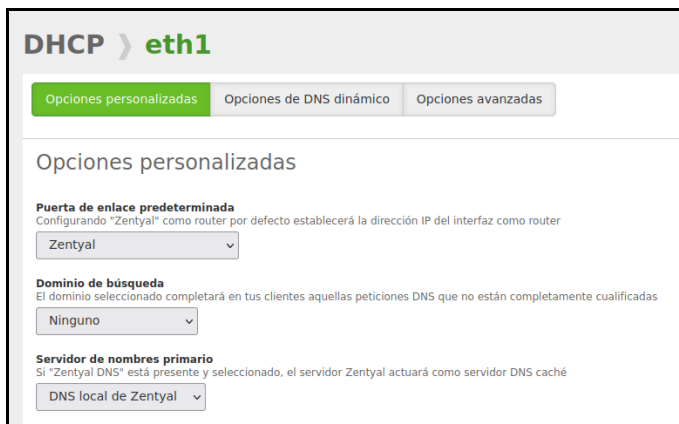 DHCP ❯ eth1
Opciones personalizadas Opciones de DNS dinámico Opciones avanzadas
Opciones personalizadas
Puerta de enlace predeterminada
Configurando "Zentyal" como router por defecto establecerá la dirección IP del interfaz como router
Zentyal
Dominio de búsqueda
El dominio seleccionado completará en tus clientes aquellas peticiones DNS que no están completamente cualificadas
Ninguno
Servidor de nombres primario
Si "Zentyal DNS" está presente y seleccionado, el servidor Zentyal actuará como servidor DNS caché
DNS local de Zentyal